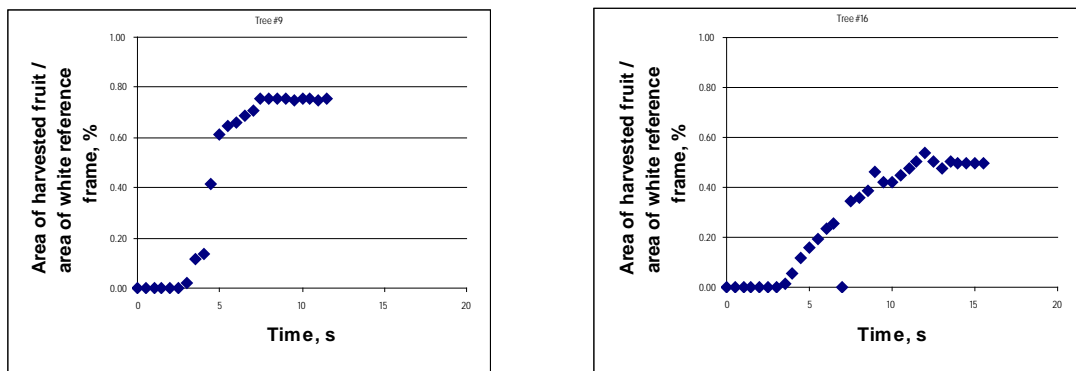 Tree #9
Area of harvested fruit /
area of white reference
frame, %
1.00
0.80
0.60
0.40
0.20
0.00
0
5
10
15
20
Time, s
Tree #16
Area of harvested fruit /
area of white reference
frame, %
1.00
0.80
0.60
0.40
0.20
0.00
0
5
10
15
20
Time, s